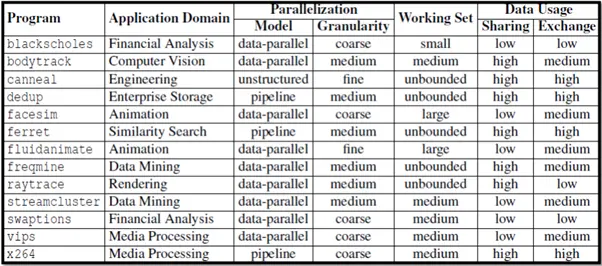 Program Application Domain Parallelization Working Set Data Usage
Model Granularity Sharing Exchange
blackscholes Financial Analysis data-parallel coarse small low low
bodytrack Computer Vision data-parallel medium medium high medium
canneal Engineering unstructured fine unbounded high high
dedup Enterprise Storage pipeline medium unbounded high high
facesim Animation data-parallel coarse large low medium
ferret Similarity Search pipeline medium unbounded high high
fluidanimate Animation data-parallel fine large low medium
freqmine Data Mining data-parallel medium unbounded high medium
raytrace Rendering data-parallel medium unbounded high low
streamcluster Data Mining data-parallel medium medium low medium
swaptions Financial Analysis data-parallel coarse medium low low
vips Media Processing data-parallel coarse medium low medium
x264 Media Processing pipeline coarse medium high high